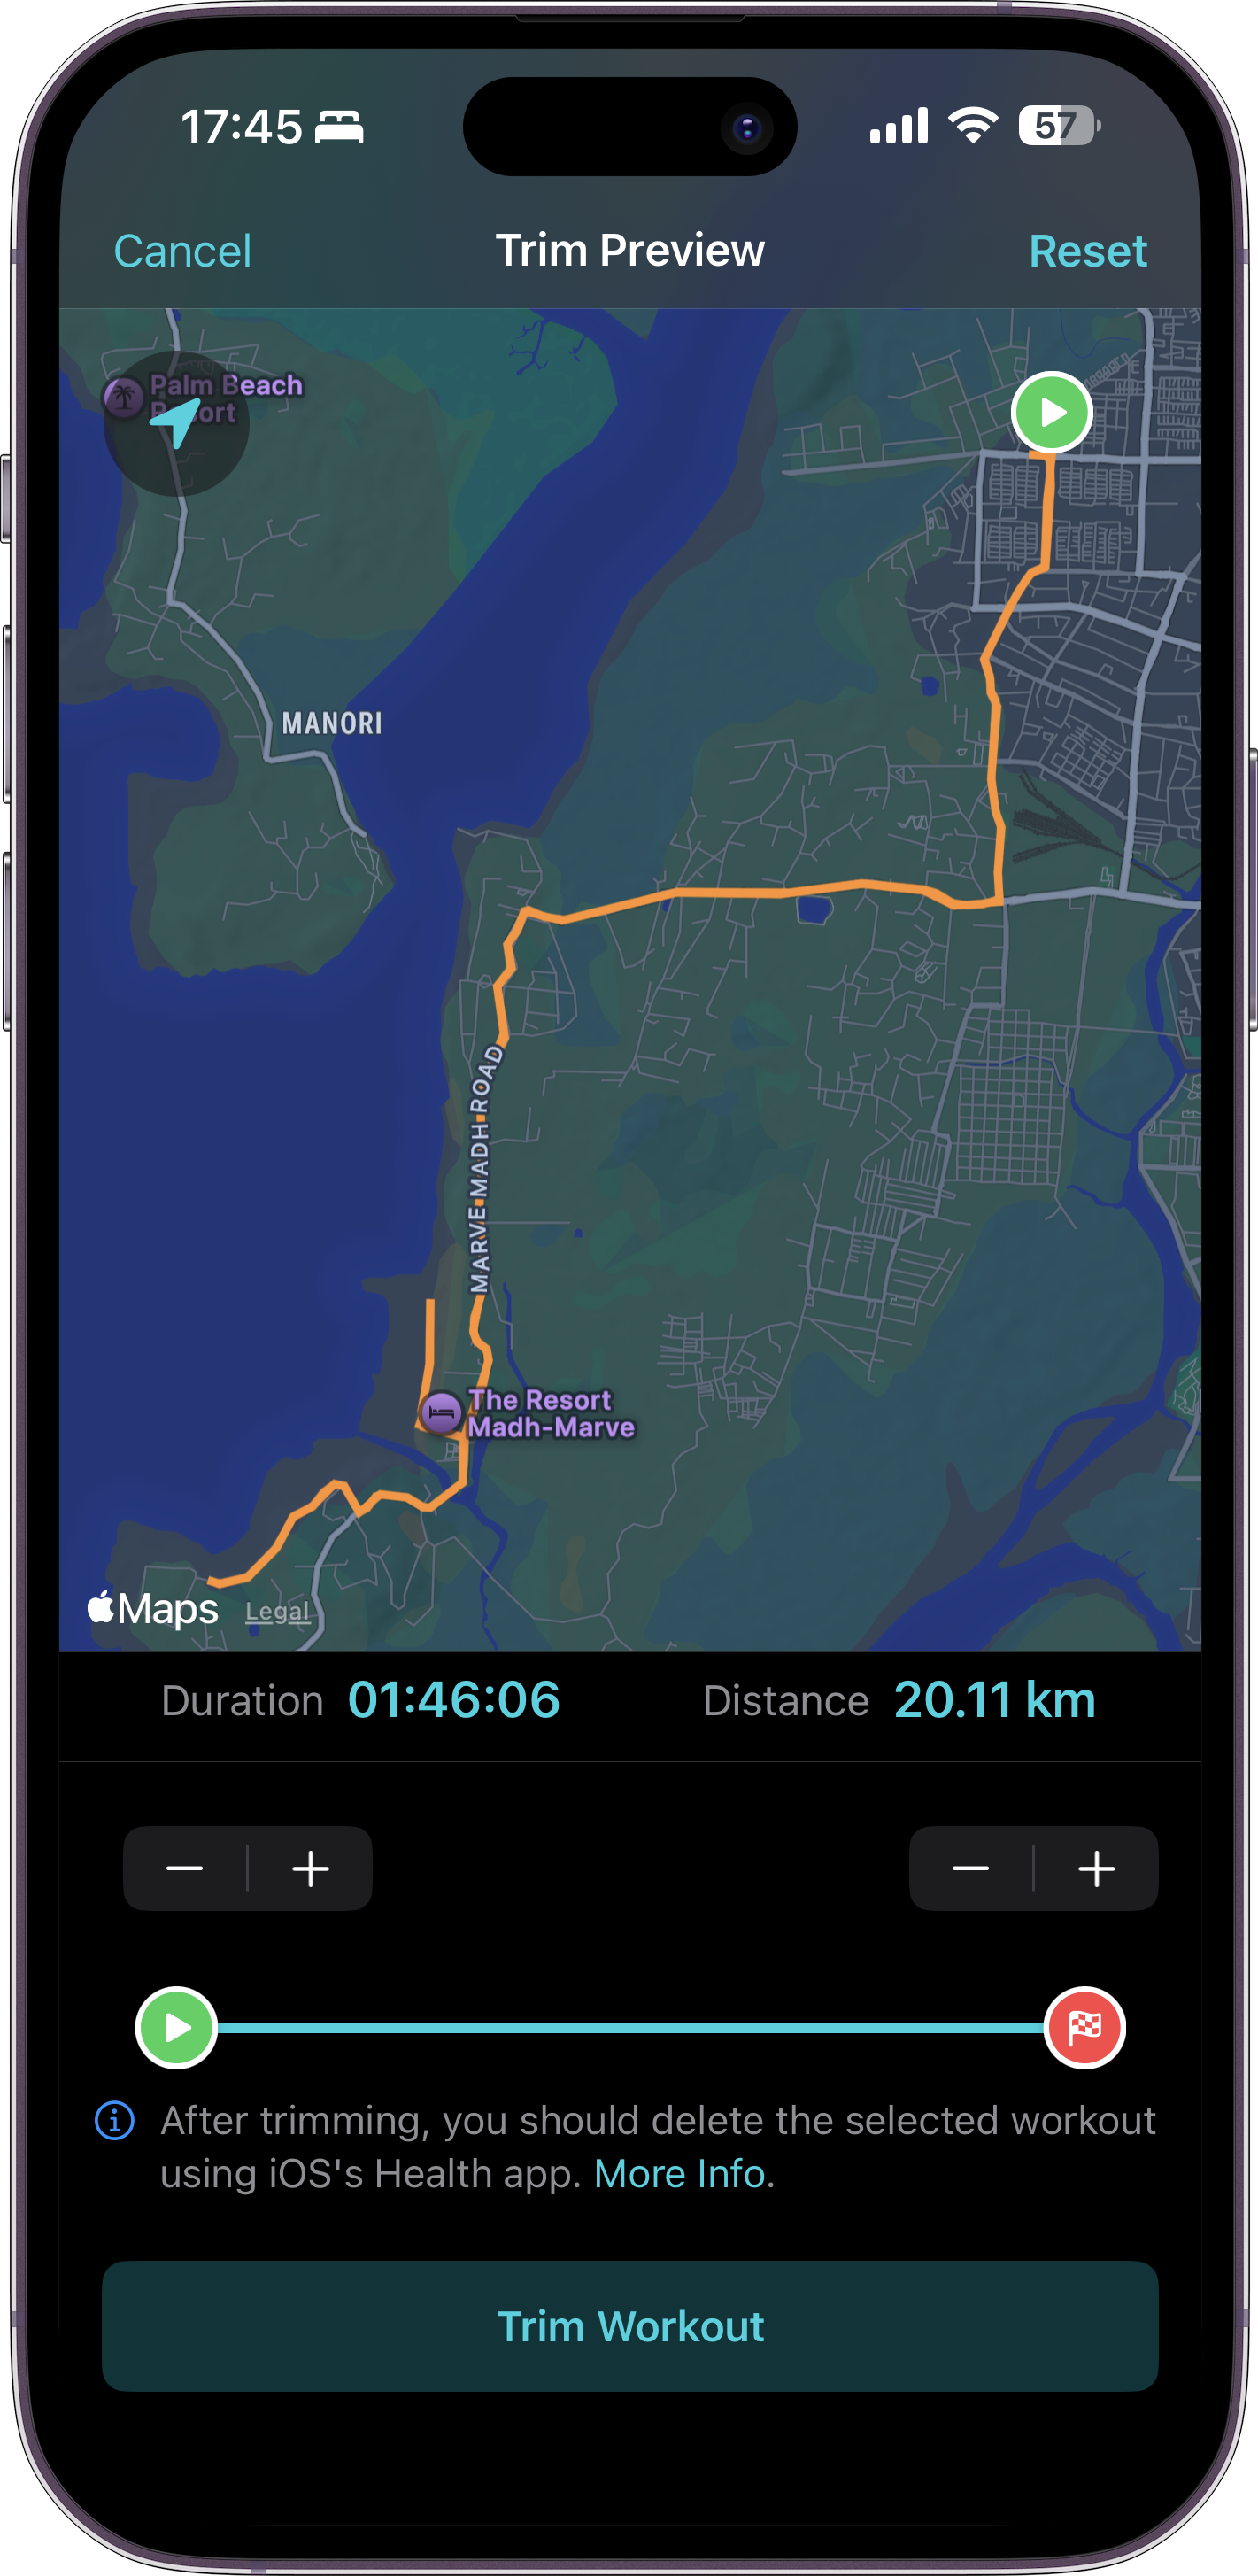 17:45
57
Cancel
Trim Preview
Reset
Palm Beach
Resort
MANORI
MARVE MADH ROAD
The Resort
Madh-Marve
Maps
Legal
Duration 01:46:06
Distance 20.11 km
− +
− +
After trimming, you should delete the selected workout
using iOS's Health app. More Info.
Trim Workout